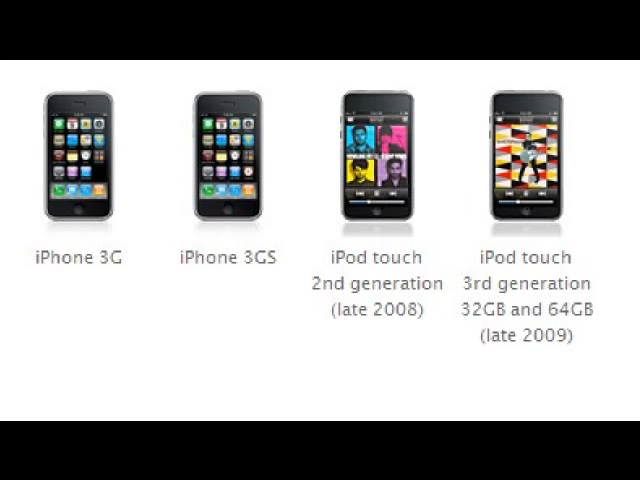 iPhone 3G
iPhone 3GS
iPod touch
2nd generation
(late 2008)
iPod touch
3rd generation
32GB and 64GB
(late 2009)